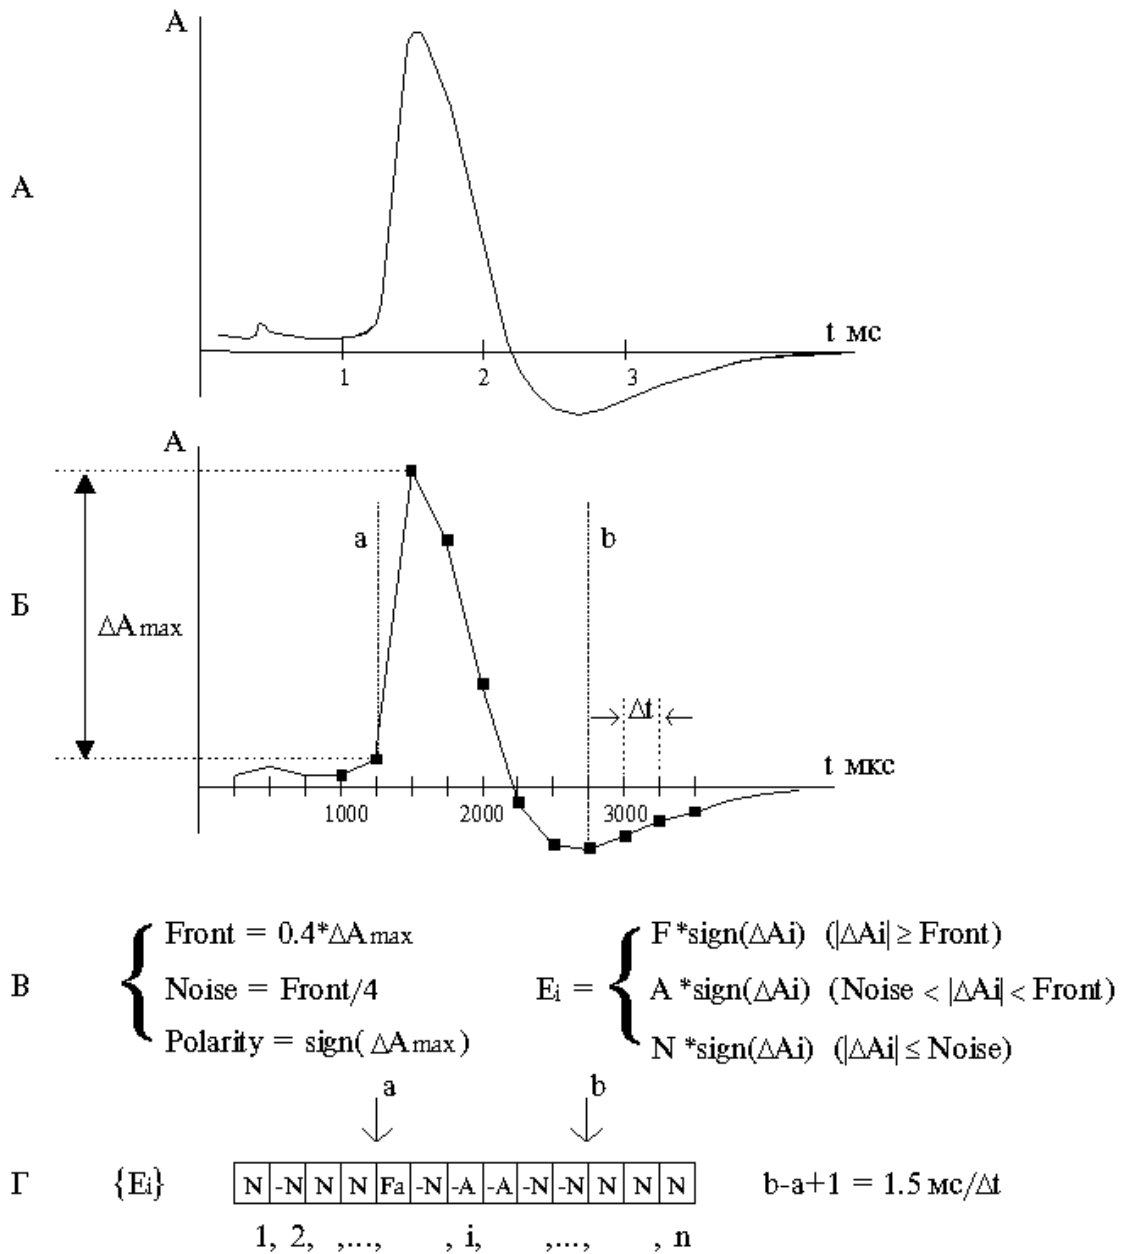 A
А
t мс
1 2 3
A
a b
Б
ΔAmax
Δt
t мкс
1000 2000 3000
Front = 0.4*ΔAmax
Noise = Front/4
Polarity = sign(ΔAmax)
В
Ei =
F*sign(ΔAi) (|ΔAi| ≥ Front)
A*sign(ΔAi) (Noise < |ΔAi| < Front)
N*sign(ΔAi) (|ΔAi| ≤ Noise)
a b
Г {Ei} N -N N N Fa -N -A -A -N -N N N N b-a+1 = 1.5 мс/Δt
1, 2, ,..., , i, ,..., , n